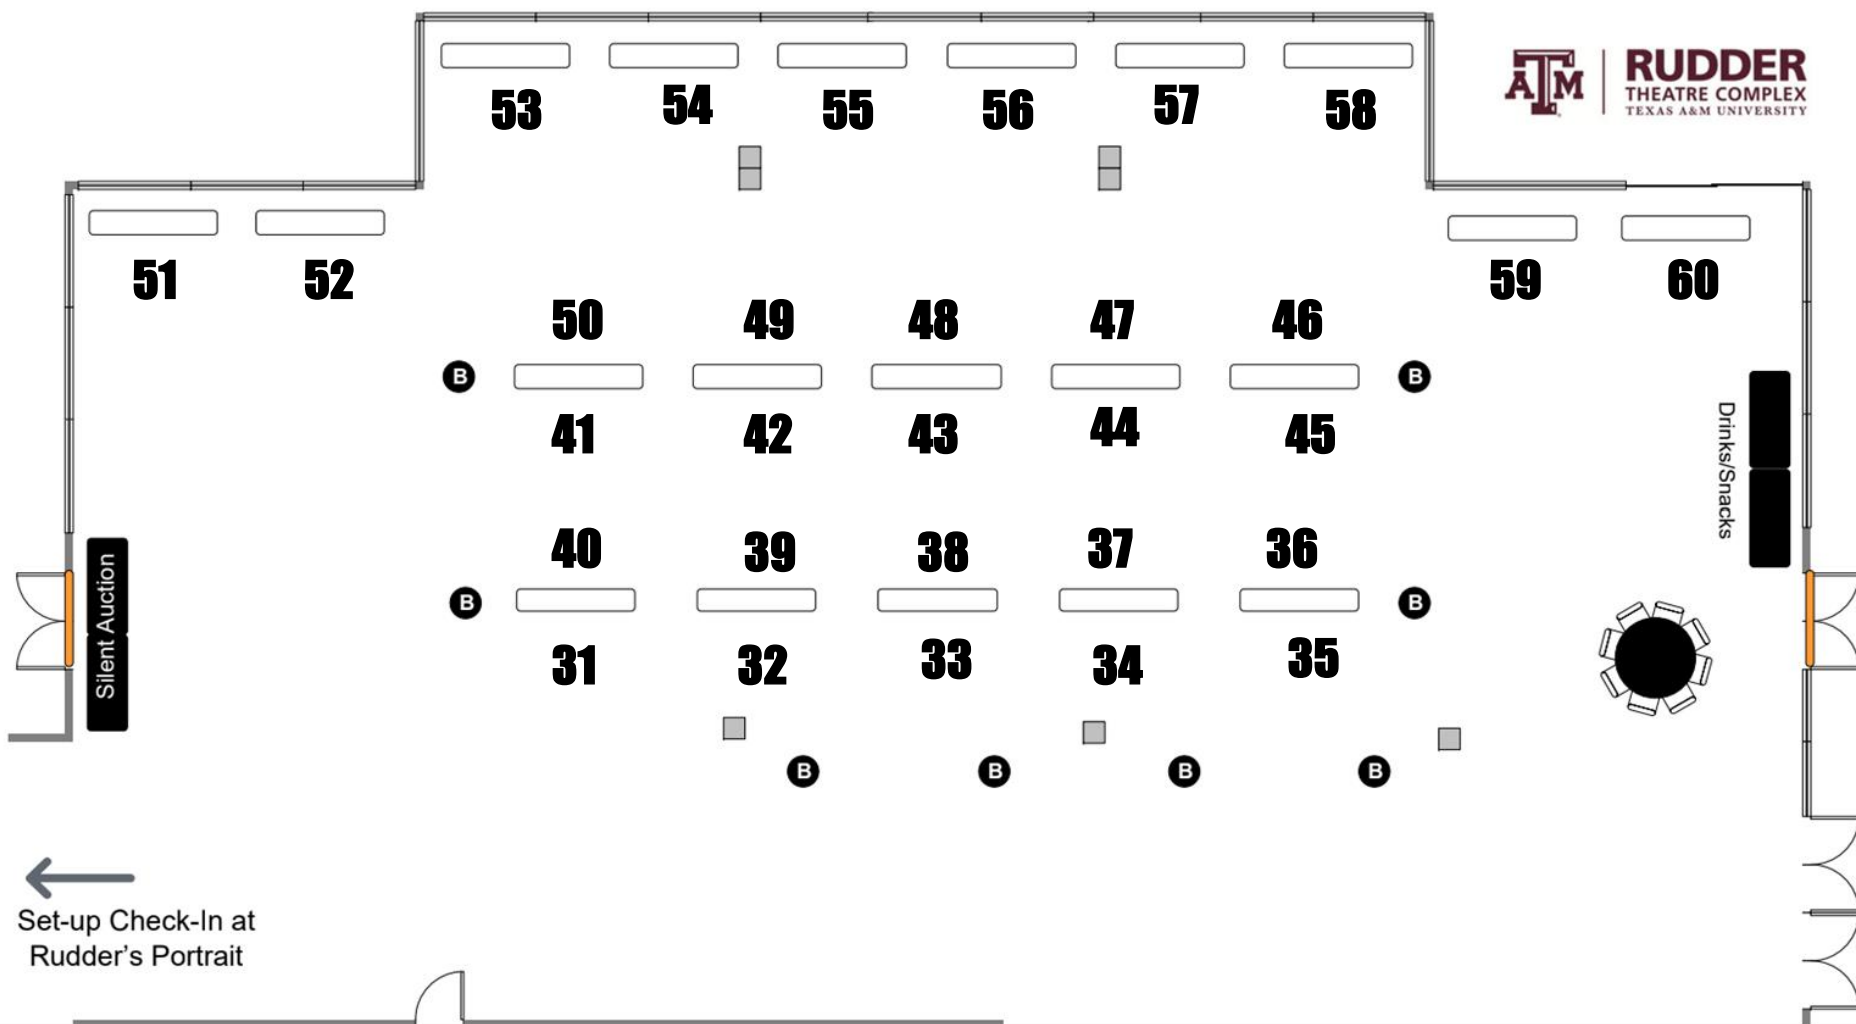 RUDDER
THEATRE COMPLEX
TEXAS A&M UNIVERSITY
ATM
53 54 55 56 57 58
51 52 59 60
50 49 48 47 46
B B
41 42 43 44 45
Drinks/Snacks
40 39 38 37 36
B B
Silent Auction
31 32 33 34 35
B B B B
Set-up Check-In at
Rudder’s Portrait